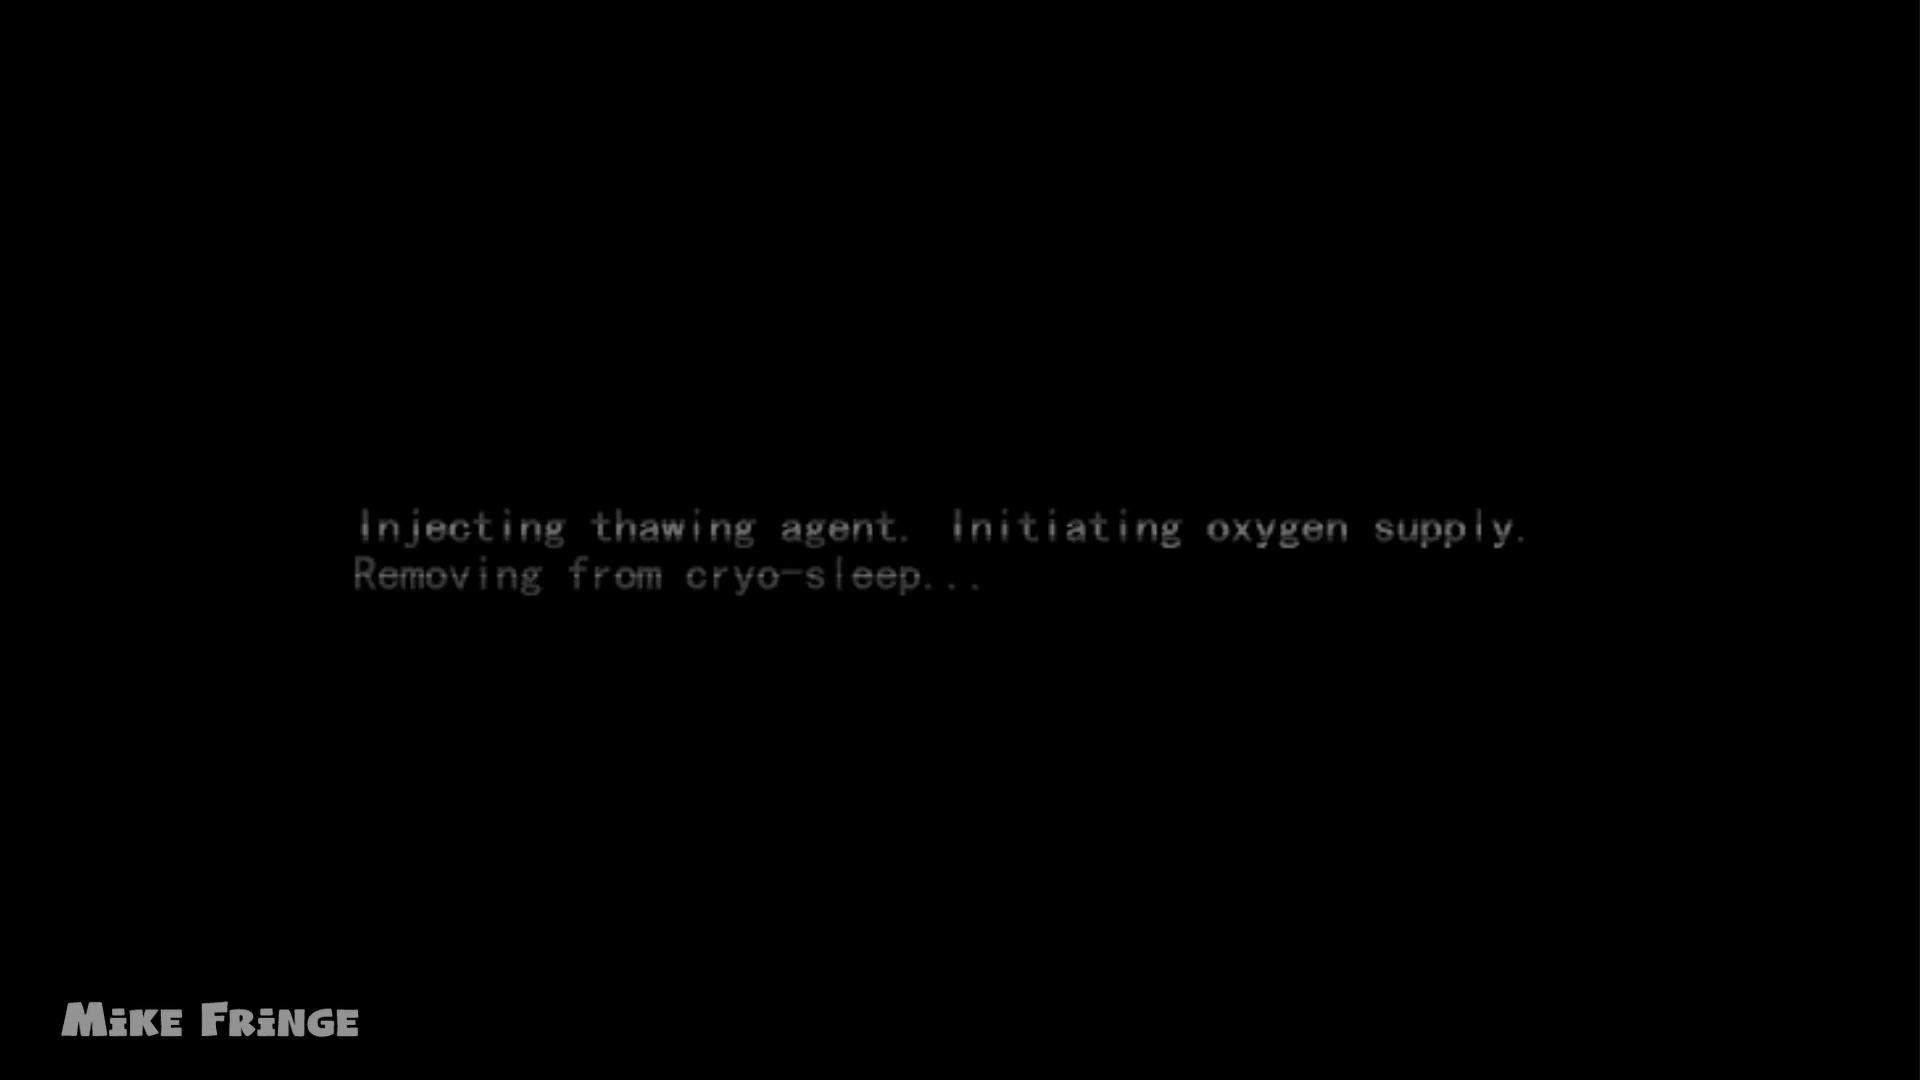 Injecting thawing agent. Initiating oxygen supply.
Removing from cryo-sleep...
MiKE FRiNGE